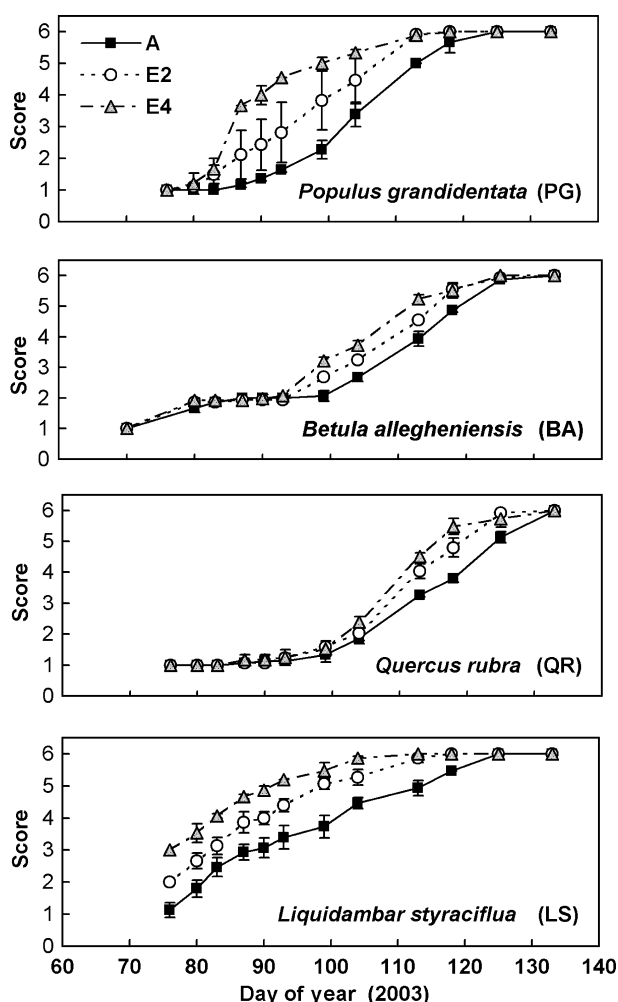 6
5
4
3
2
1
0
Score
A
E2
E4
Populus grandidentata (PG)
6
5
4
3
2
1
0
Score
Betula allegheniensis (BA)
6
5
4
3
2
1
0
Score
Quercus rubra (QR)
6
5
4
3
2
1
0
Score
Liquidambar styraciflua (LS)
60 70 80 90 100 110 120 130 140
Day of year (2003)